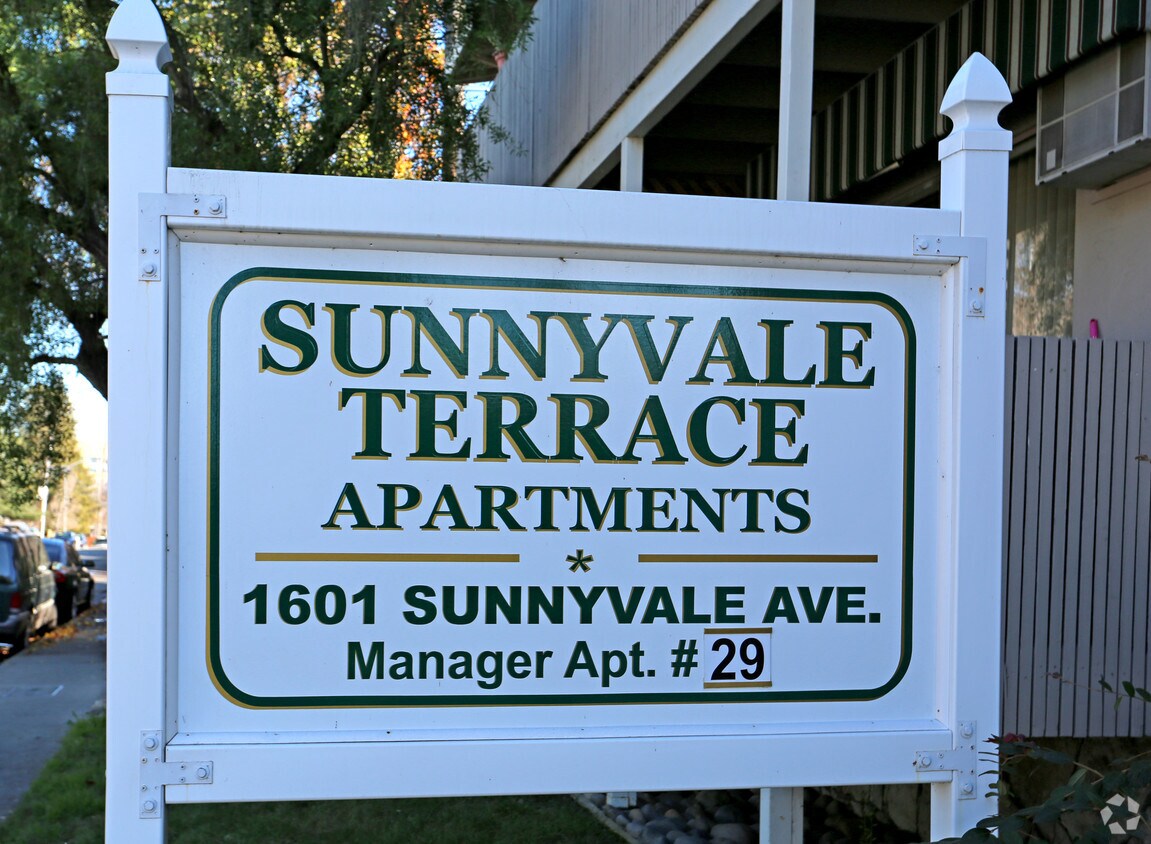 SUNNYVALE
TERRACE
APARTMENTS
*
1601 SUNNYVALE AVE.
Manager Apt. # 29